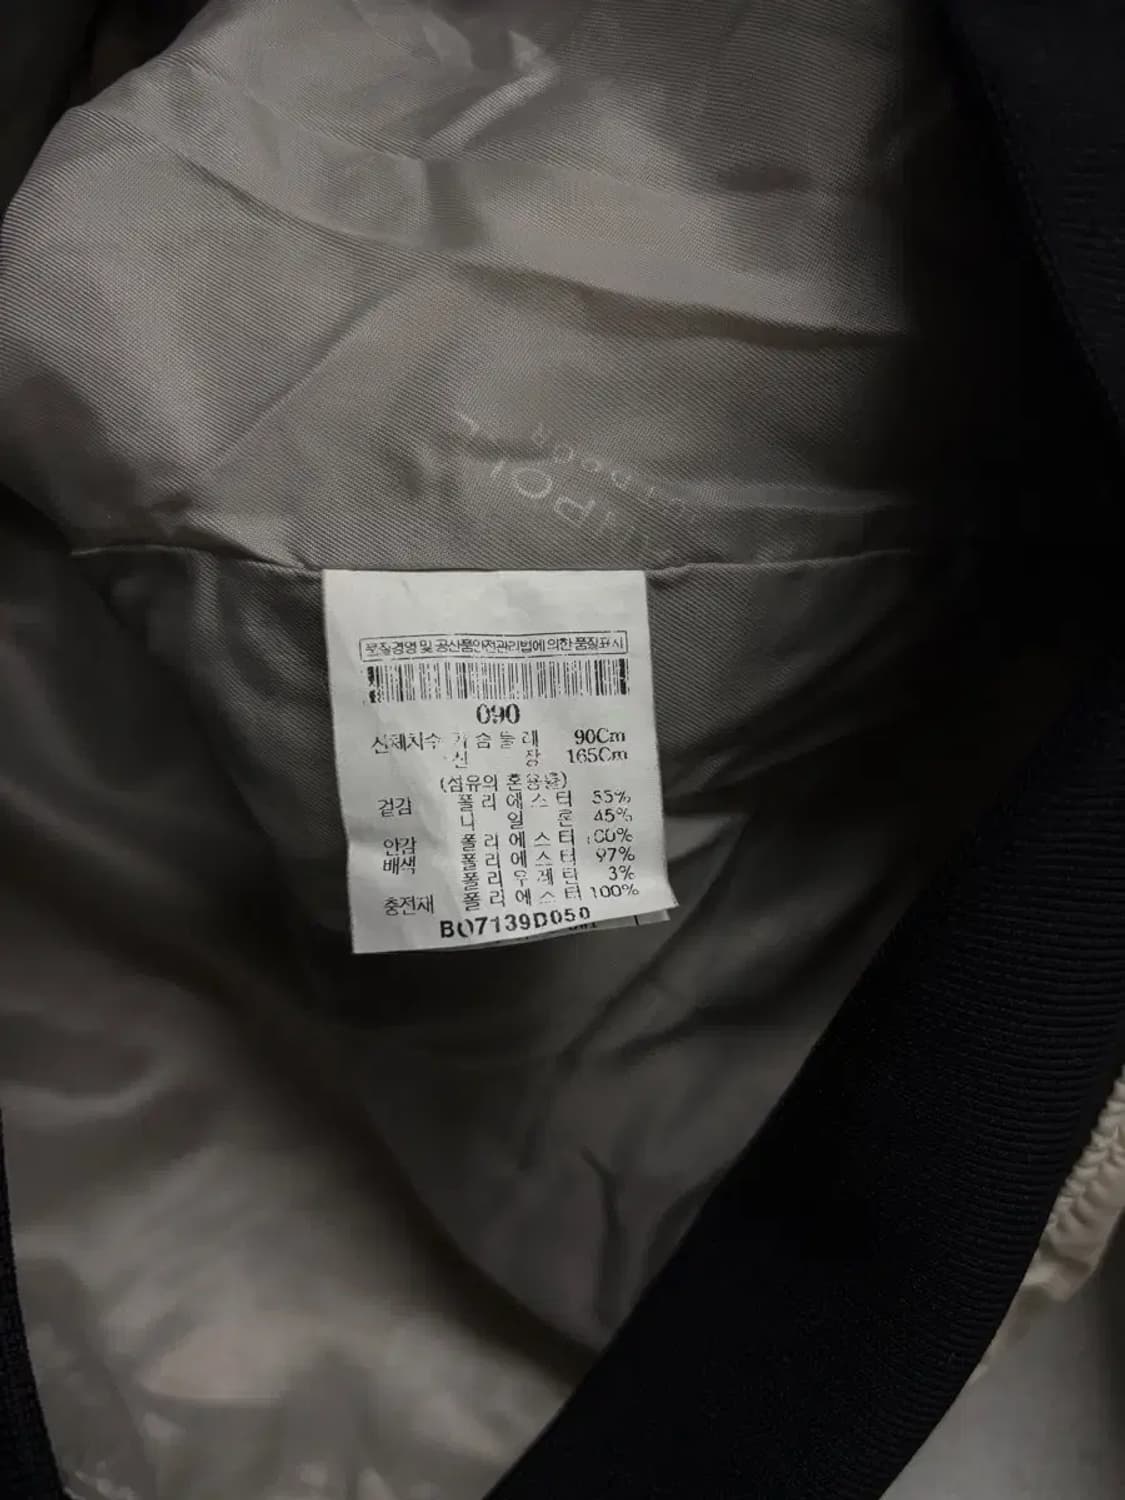 품질경영 및 공산품안전관리법에 의한 품질표시
090
신체치수 가 슴 둘 레 90Cm
신 장 165Cm
(섬유의 혼용률)
겉감 폴 리 에 스 터 55%
나 일 론 45%
안감 폴 리 에 스 터 100%
배색 폴 리 에 스 터 97%
폴 리 우 레 탄 3%
충전재 폴 리 에 스 터 100%
BO7139D050
OUTDOOR